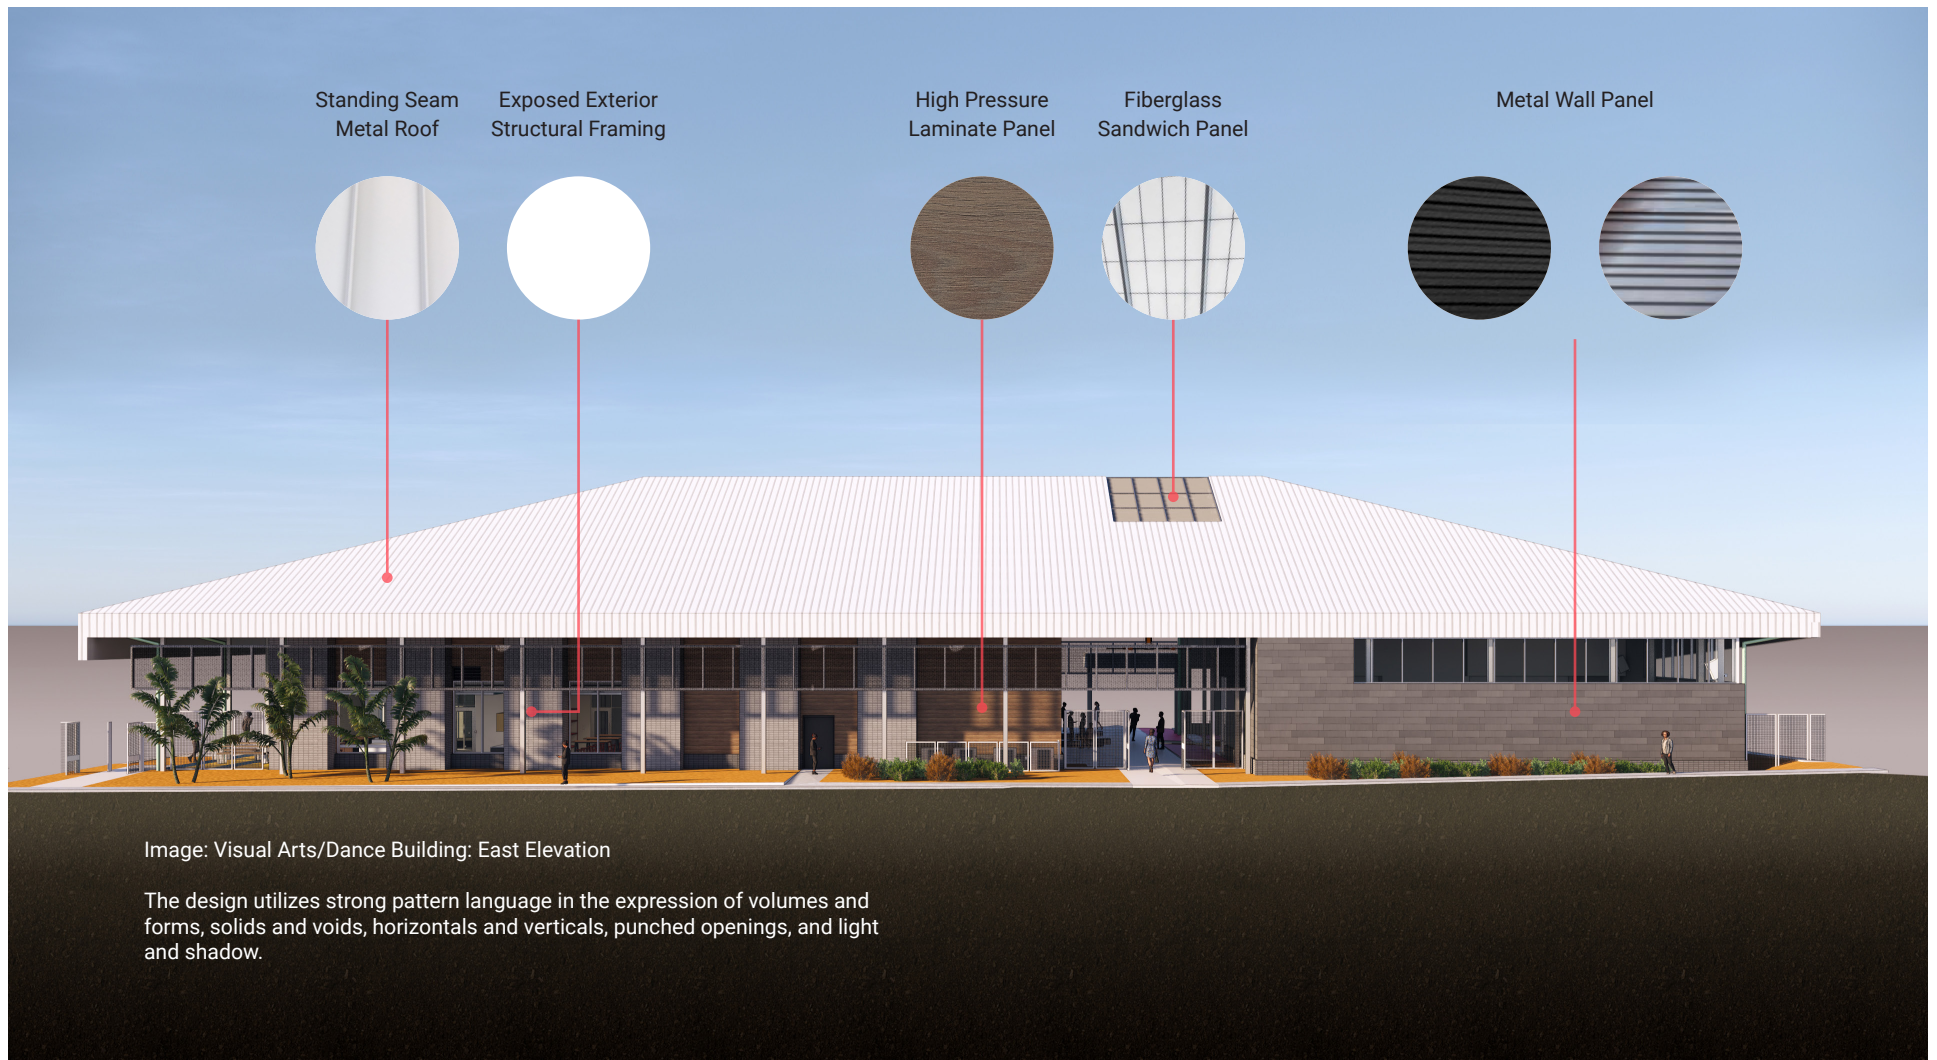 Standing Seam
Metal Roof
Exposed Exterior
Structural Framing
High Pressure
Laminate Panel
Fiberglass
Sandwich Panel
Metal Wall Panel
Image: Visual Arts/Dance Building: East Elevation
The design utilizes strong pattern language in the expression of volumes and
forms, solids and voids, horizontals and verticals, punched openings, and light
and shadow.